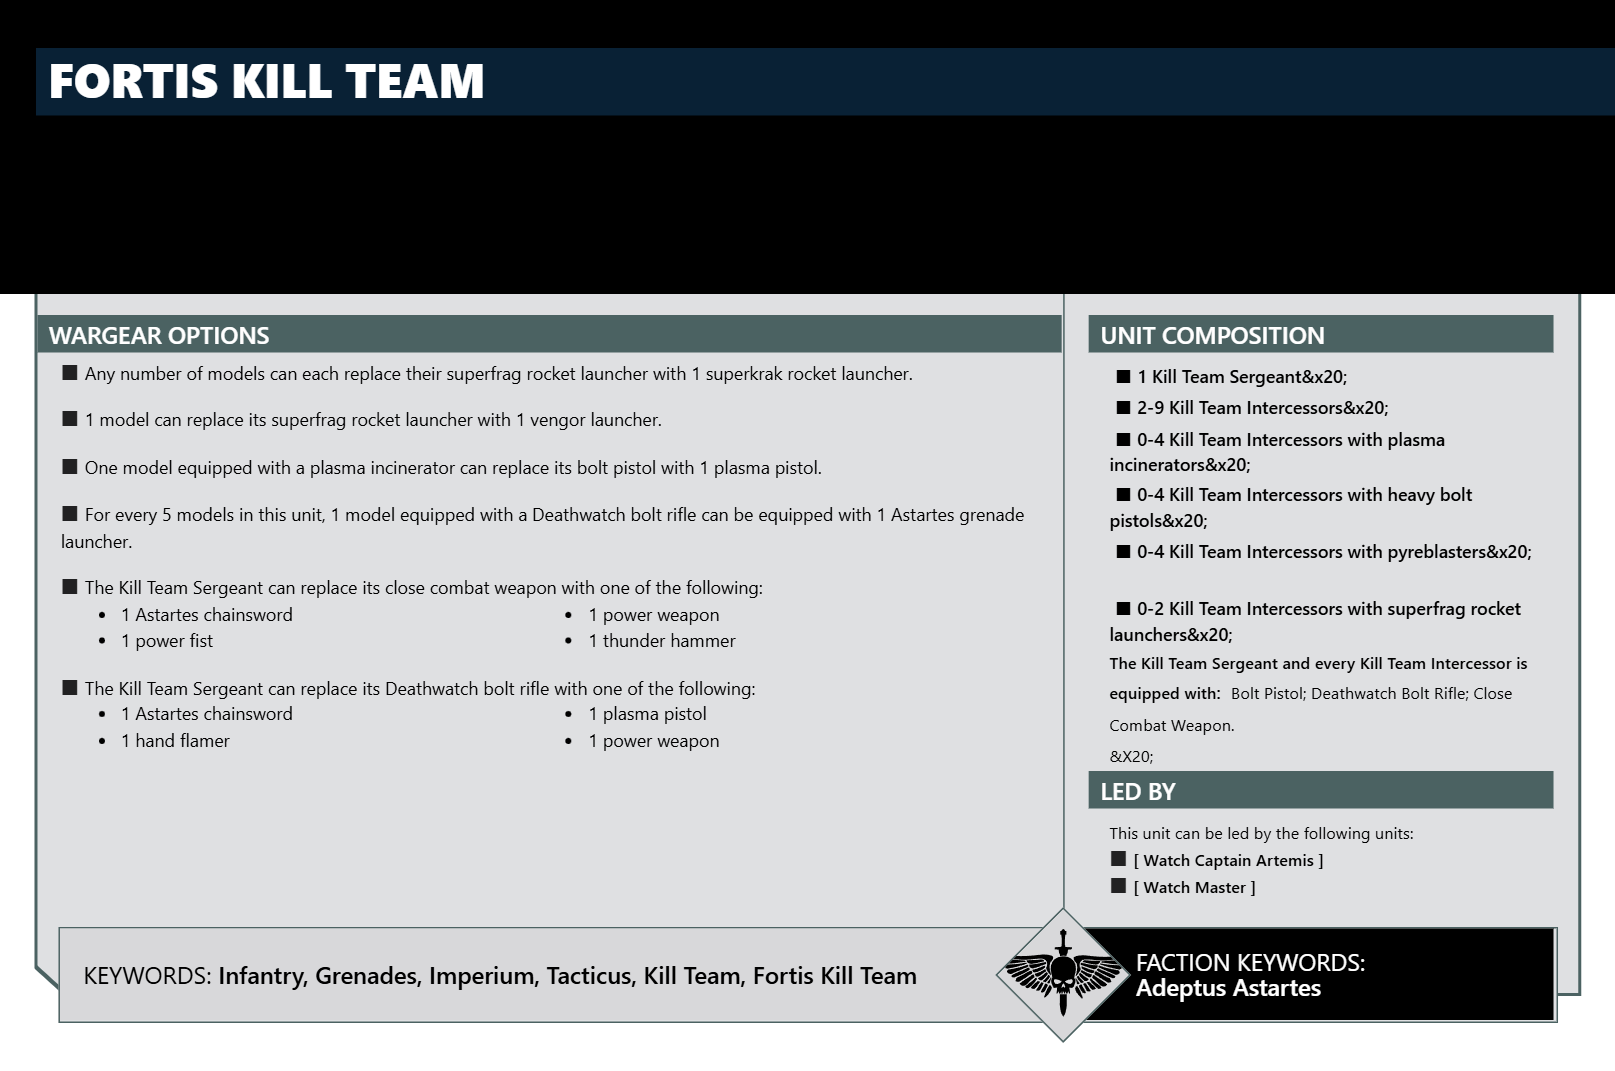 FORTIS KILL TEAM
WARGEAR OPTIONS
■ Any number of models can each replace their superfrag rocket launcher with 1 superkrak rocket launcher.
■ 1 model can replace its superfrag rocket launcher with 1 vengor launcher.
■ One model equipped with a plasma incinerator can replace its bolt pistol with 1 plasma pistol.
■ For every 5 models in this unit, 1 model equipped with a Deathwatch bolt rifle can be equipped with 1 Astartes grenade
launcher.
■ The Kill Team Sergeant can replace its close combat weapon with one of the following:
• 1 Astartes chainsword • 1 power weapon
• 1 power fist • 1 thunder hammer
■ The Kill Team Sergeant can replace its Deathwatch bolt rifle with one of the following:
• 1 Astartes chainsword • 1 plasma pistol
• 1 hand flamer • 1 power weapon
UNIT COMPOSITION
■ 1 Kill Team Sergeant&x20;
■ 2-9 Kill Team Intercessors&x20;
■ 0-4 Kill Team Intercessors with plasma
incinerators&x20;
■ 0-4 Kill Team Intercessors with heavy bolt
pistols&x20;
■ 0-4 Kill Team Intercessors with pyreblasters&x20;
■ 0-2 Kill Team Intercessors with superfrag rocket
launchers&x20;
The Kill Team Sergeant and every Kill Team Intercessor is
equipped with: Bolt Pistol; Deathwatch Bolt Rifle; Close
Combat Weapon.
&X20;
LED BY
This unit can be led by the following units:
■ [ Watch Captain Artemis ]
■ [ Watch Master ]
KEYWORDS: Infantry, Grenades, Imperium, Tacticus, Kill Team, Fortis Kill Team
FACTION KEYWORDS:
Adeptus Astartes